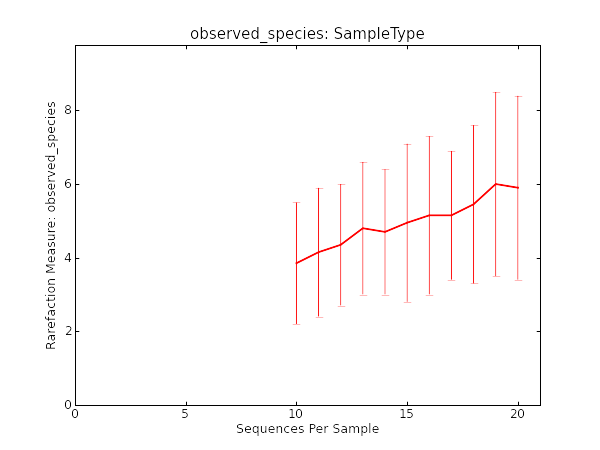 observed_species: SampleType
Rarefaction Measure: observed_species
8
6
4
2
0
0 5 10 15 20
Sequences Per Sample